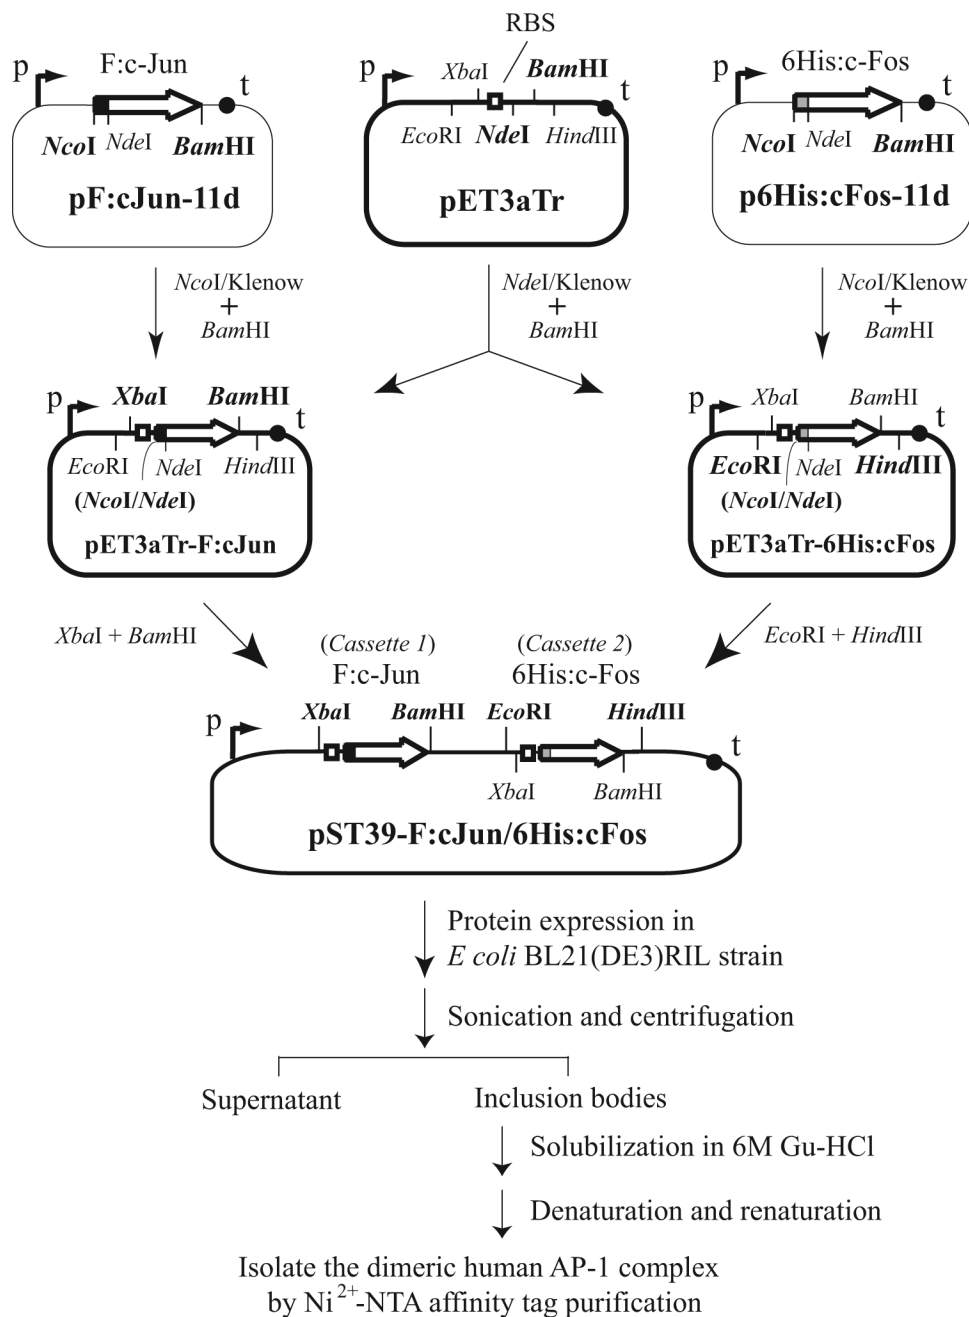 RBS
p
F:c-Jun
t
NcoI
NdeI
BamHI
pF:cJun-11d
XbaI
BamHI
t
EcoRI
NdeI
HindIII
pET3aTr
p
6His:c-Fos
t
NcoI
NdeI
BamHI
p6His:cFos-11d
NcoI/Klenow
+
BamHI
NdeI/Klenow
+
BamHI
NcoI/Klenow
+
BamHI
p
XbaI
BamHI
t
EcoRI
NdeI
HindIII
(NcoI/NdeI)
pET3aTr-F:cJun
p
XbaI
BamHI
t
EcoRI
NdeI
HindIII
(NcoI/NdeI)
pET3aTr-6His:cFos
XbaI + BamHI
EcoRI + HindIII
(Cassette 1)
F:c-Jun
(Cassette 2)
6His:c-Fos
p
XbaI
BamHI
EcoRI
HindIII
t
XbaI
BamHI
pST39-F:cJun/6His:cFos
Protein expression in
E coli BL21(DE3)RIL strain
Sonication and centrifugation
Supernatant
Inclusion bodies
Solubilization in 6M Gu-HCl
Denaturation and renaturation
Isolate the dimeric human AP-1 complex
by Ni2+-NTA affinity tag purification